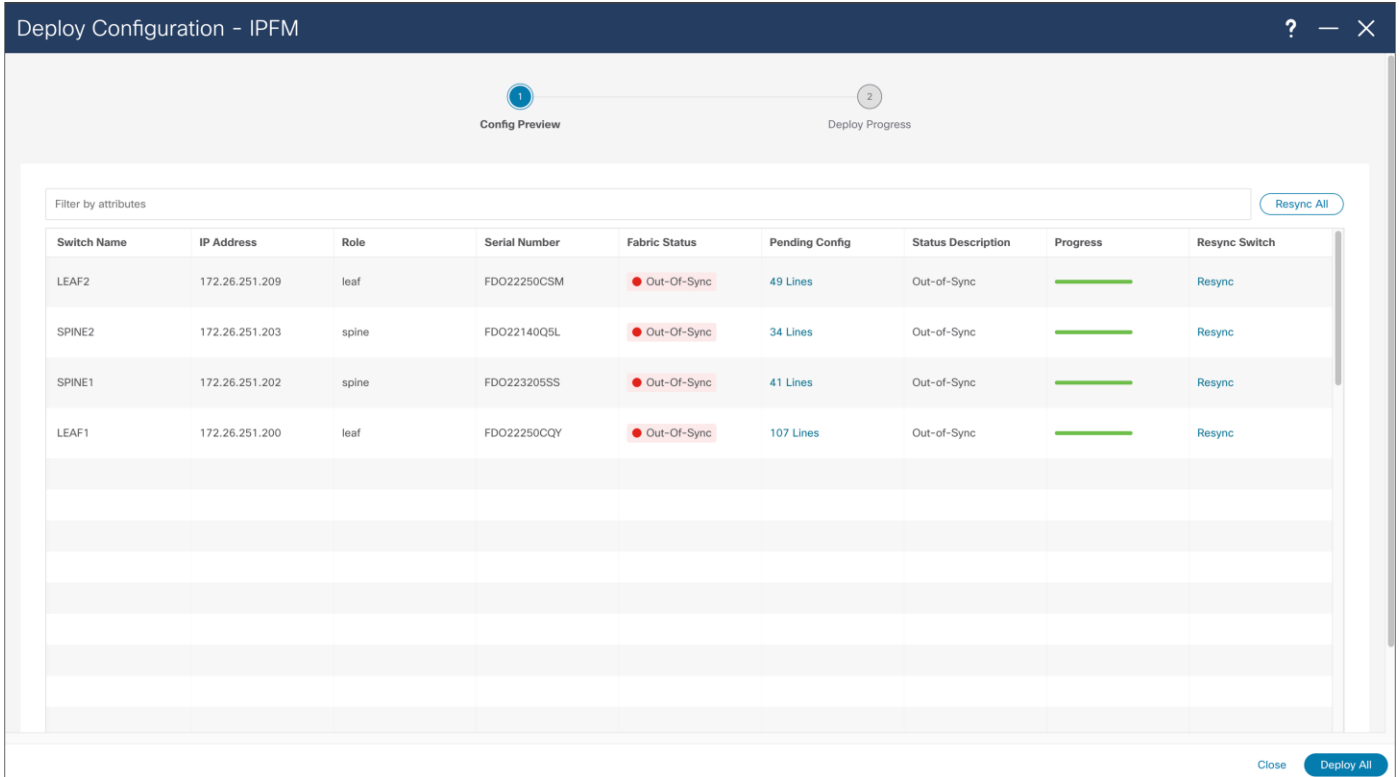 Deploy Configuration - IPFM ?
1 2
Config Preview Deploy Progress
Filter by attributes Resync All
Switch Name IP Address Role Serial Number Fabric Status Pending Config Status Description Progress Resync Switch
LEAF2 172.26.251.209 leaf FDO22250CSM Out-Of-Sync 49 Lines Out-of-Sync Resync
SPINE2 172.26.251.203 spine FDO22140Q5L Out-Of-Sync 34 Lines Out-of-Sync Resync
SPINE1 172.26.251.202 spine FDO223205SS Out-Of-Sync 41 Lines Out-of-Sync Resync
LEAF1 172.26.251.200 leaf FDO22250CQY Out-Of-Sync 107 Lines Out-of-Sync Resync
Close Deploy All